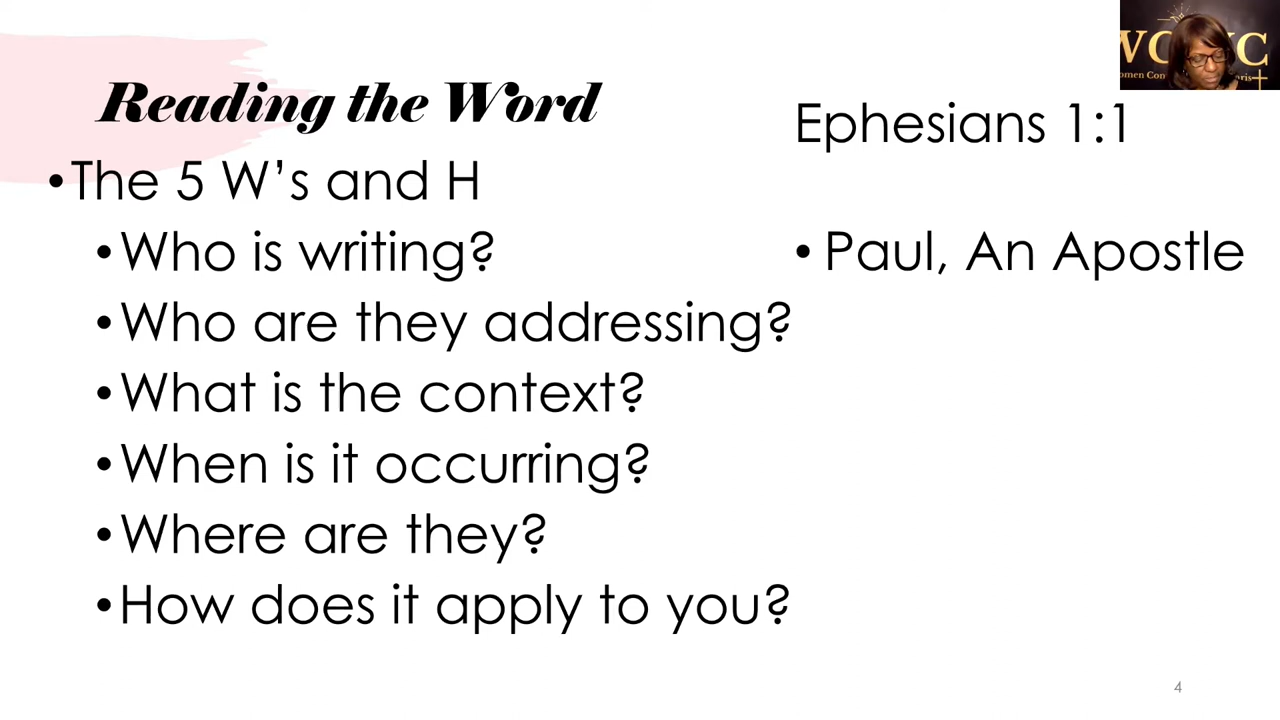 Reading the Word
•The 5 W’s and H
•Who is writing?
•Who are they addressing?
•What is the context?
•When is it occurring?
•Where are they?
•How does it apply to you?
Ephesians 1:1
• Paul, An Apostle
4